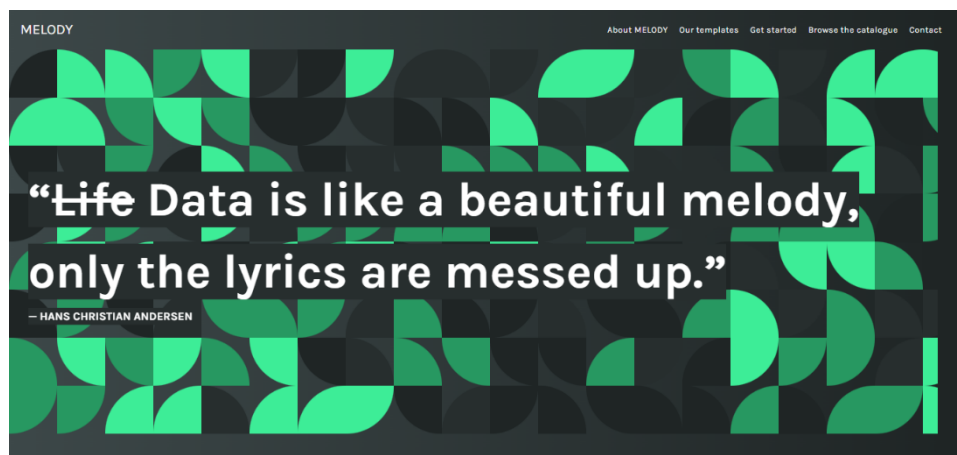 MELODY
About MELODY Our templates Get started Browse the catalogue Contact
“Life Data is like a beautiful melody,
only the lyrics are messed up.”
— HANS CHRISTIAN ANDERSEN